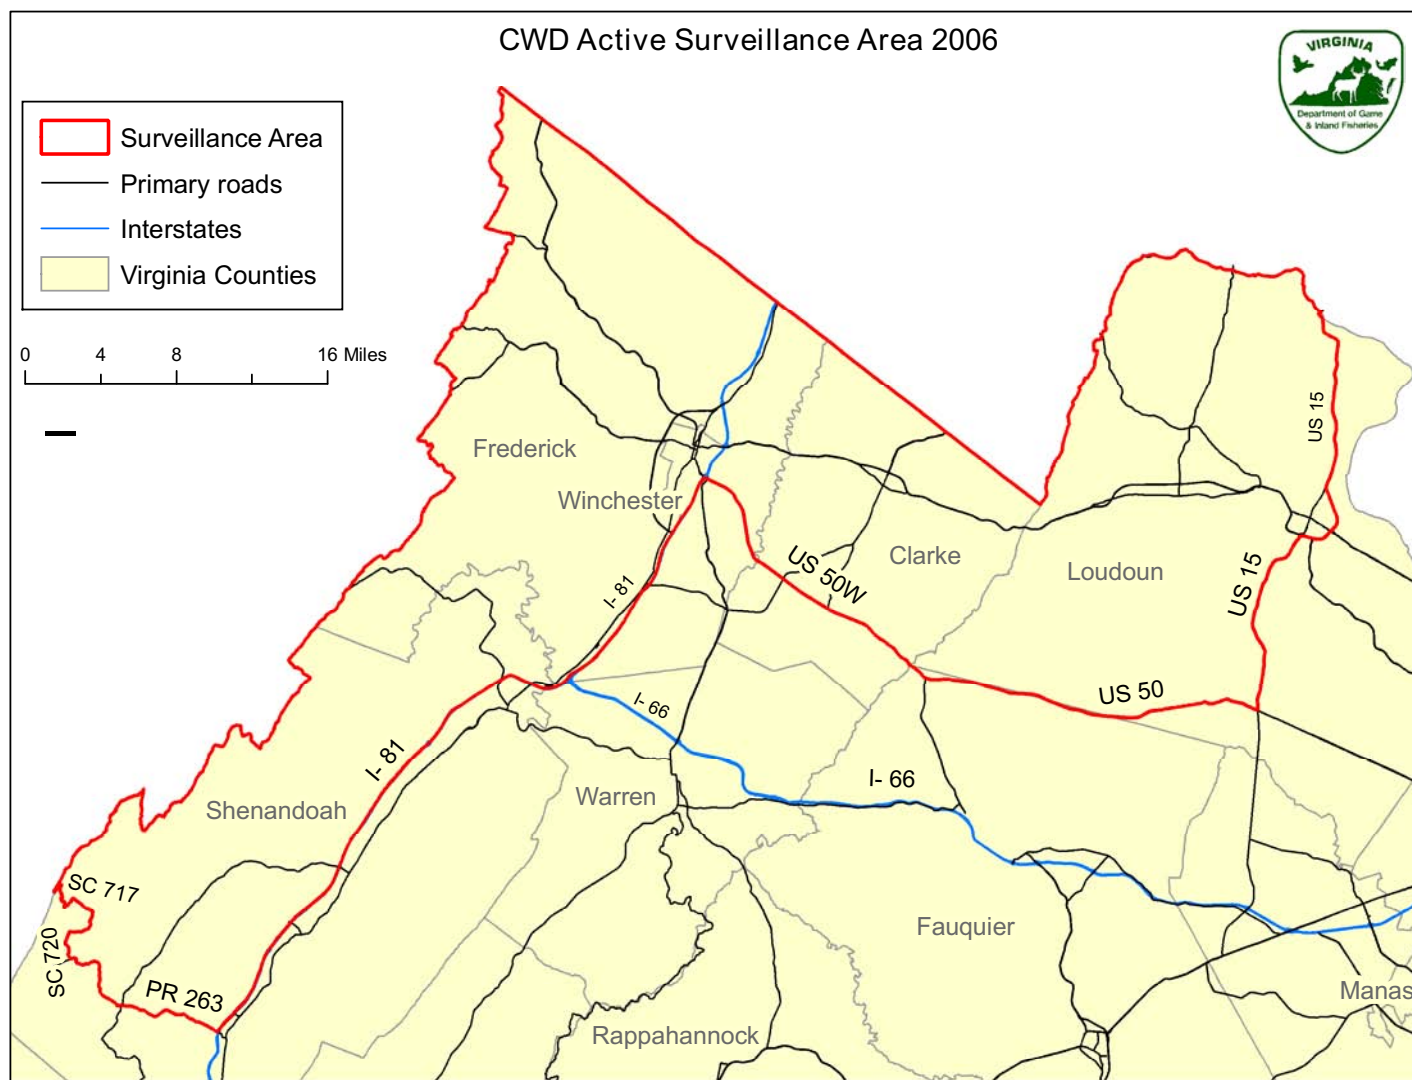 CWD Active Surveillance Area 2006
VIRGINIA
Department of Game
& Inland Fisheries
Surveillance Area
Primary roads
Interstates
Virginia Counties
0 4 8 16 Miles
US 15
Frederick
Winchester
US 50W
Clarke
Loudoun
US 15
I- 81
I- 66
US 50
I- 81
I- 66
Shenandoah
Warren
SC 717
SC 720
PR 263
Fauquier
Manas
Rappahannock